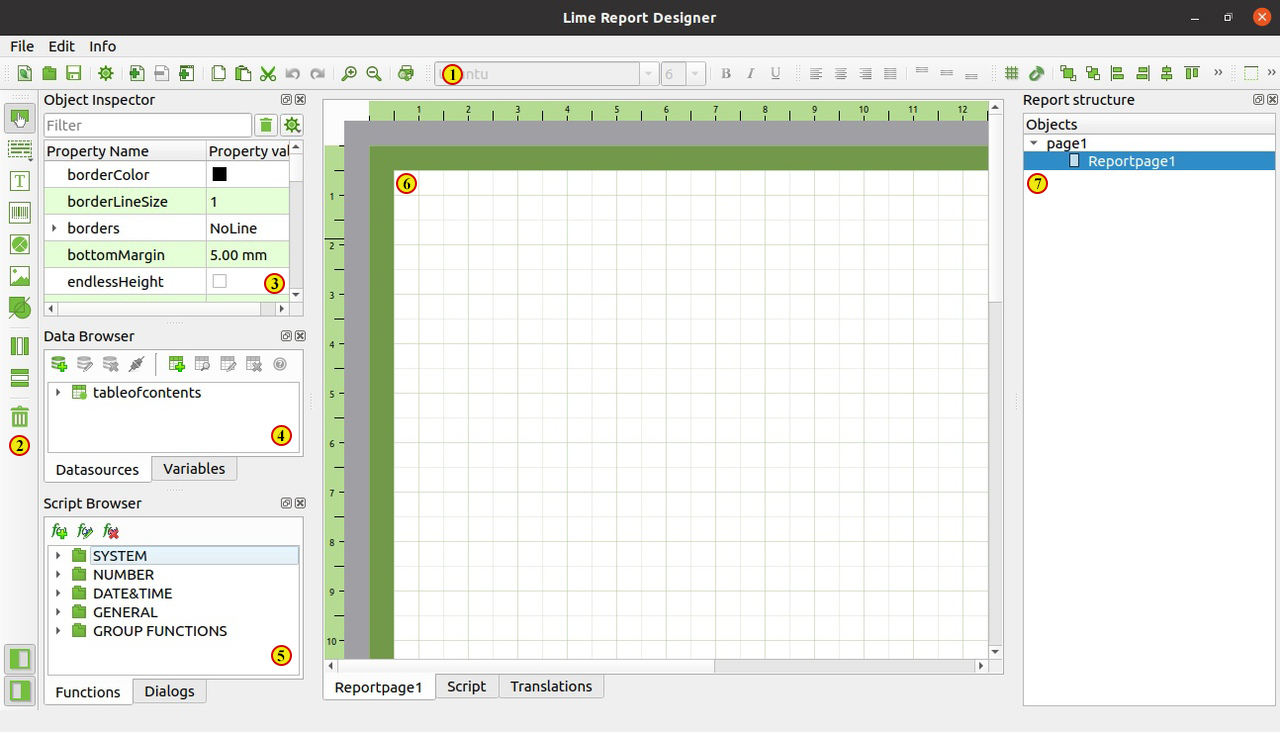 Lime Report Designer
File Edit Info
1 ntu 6 B I U
Object Inspector
Filter
Property Name Property val
borderColor
borderLineSize 1
borders NoLine
bottomMargin 5.00 mm
endlessHeight
3
Data Browser
tableofcontents
4
Datasources Variables
Script Browser
SYSTEM
NUMBER
DATE&TIME
GENERAL
GROUP FUNCTIONS
5
Functions Dialogs
T
2
1 2 3 4 5 6 7 8 9 10 11 12
6
1
2
3
4
5
6
7
8
9
10
Reportpage1 Script Translations
Report structure
Objects
page1
Reportpage1
7